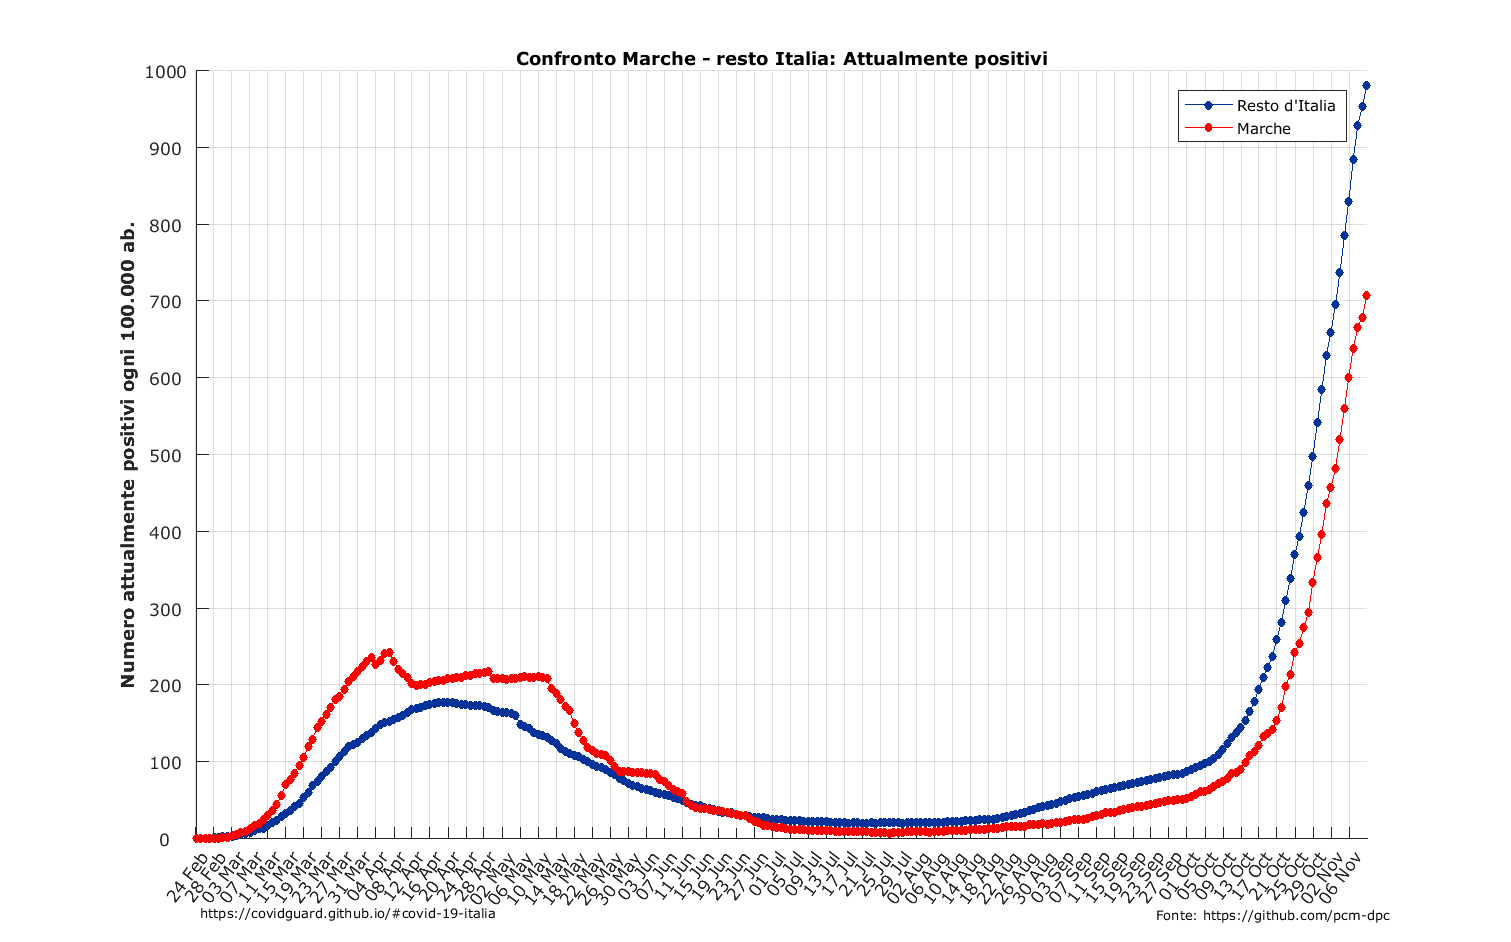 Confronto Marche - resto Italia: Attualmente positivi
Numero attualmente positivi ogni 100.000 ab.
1000
900
800
700
600
500
400
300
200
100
0
Resto d'Italia
Marche
24 Feb
28 Feb
03 Mar
07 Mar
11 Mar
15 Mar
19 Mar
23 Mar
27 Mar
31 Mar
04 Apr
08 Apr
12 Apr
16 Apr
20 Apr
24 Apr
28 Apr
02 May
06 May
10 May
14 May
18 May
22 May
26 May
30 May
03 Jun
07 Jun
11 Jun
15 Jun
19 Jun
23 Jun
27 Jun
01 Jul
05 Jul
09 Jul
13 Jul
17 Jul
21 Jul
25 Jul
29 Jul
02 Aug
06 Aug
10 Aug
14 Aug
18 Aug
22 Aug
26 Aug
30 Aug
03 Sep
07 Sep
11 Sep
15 Sep
19 Sep
23 Sep
27 Sep
01 Oct
05 Oct
09 Oct
13 Oct
17 Oct
21 Oct
25 Oct
29 Oct
02 Nov
06 Nov
https://covidguard.github.io/#covid-19-italia
Fonte: https://github.com/pcm-dpc